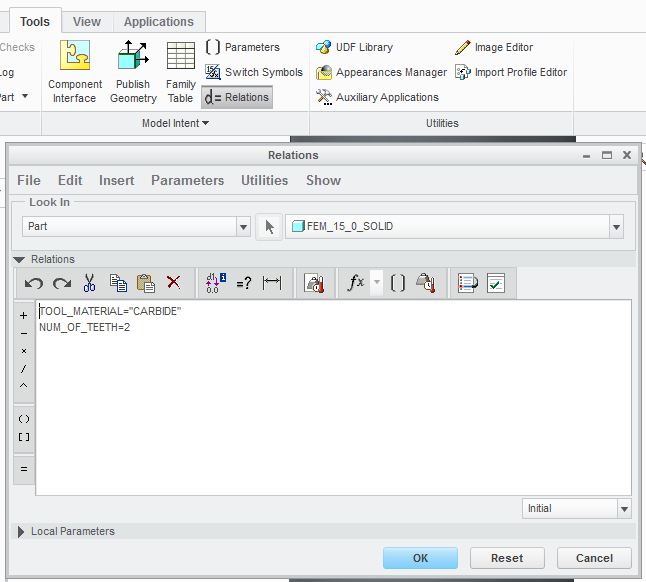 Tools View Applications
Checks
Log
Part
Component Interface
Publish Geometry
Family Table
( ) Parameters
Switch Symbols
d= Relations
Model Intent
UDF Library
Appearances Manager
Auxiliary Applications
Image Editor
Import Profile Editor
Utilities
Relations
File Edit Insert Parameters Utilities Show
Look In
Part FEM_15_0_SOLID
Relations
=? fx [ ]
TOOL_MATERIAL="CARBIDE"
NUM_OF_TEETH=2
+
-
×
/
^
( )
[ ]
=
Initial
Local Parameters
OK Reset Cancel